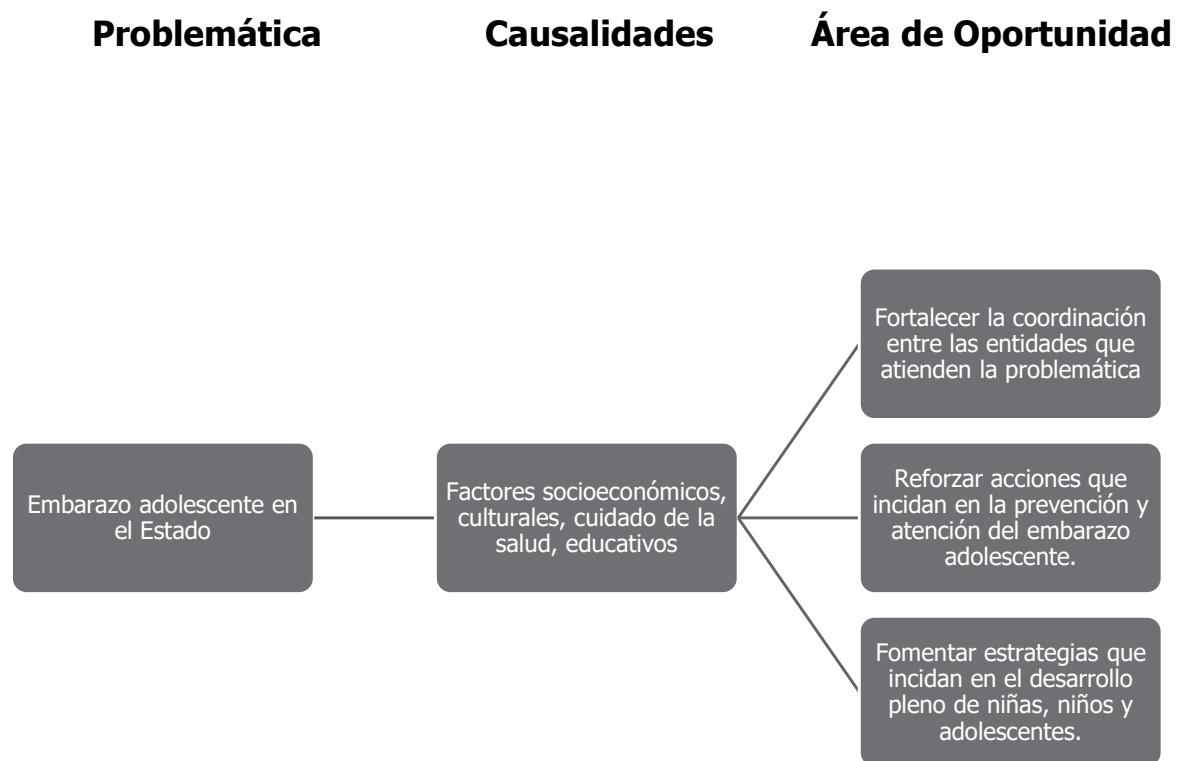 Problemática
Causalidades
Área de Oportunidad
Embarazo adolescente en
el Estado
Factores socioeconómicos,
culturales, cuidado de la
salud, educativos
Fortalecer la coordinación
entre las entidades que
atienden la problemática
Reforzar acciones que
incidan en la prevención y
atención del embarazo
adolescente.
Fomentar estrategias que
incidan en el desarrollo
pleno de niñas, niños y
adolescentes.